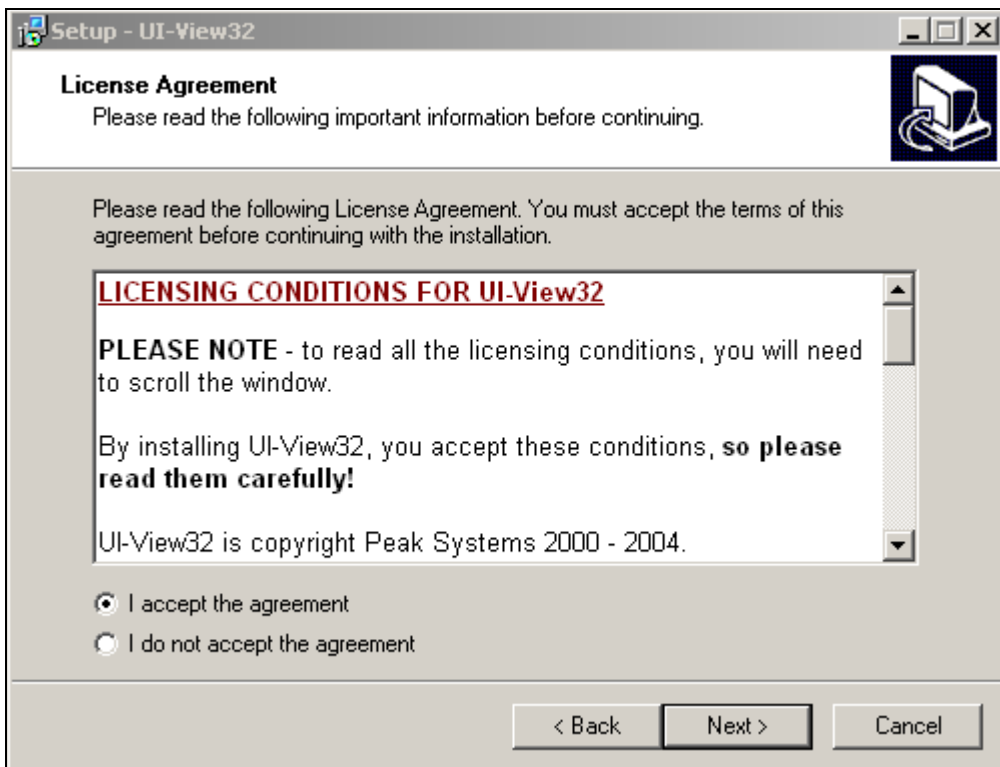 Setup - UI-View32
License Agreement
Please read the following important information before continuing.
Please read the following License Agreement. You must accept the terms of this
agreement before continuing with the installation.
LICENSING CONDITIONS FOR UI-View32
PLEASE NOTE - to read all the licensing conditions, you will need
to scroll the window.
By installing UI-View32, you accept these conditions, so please
read them carefully!
UI-View32 is copyright Peak Systems 2000 - 2004.
I accept the agreement
I do not accept the agreement
< Back Next > Cancel